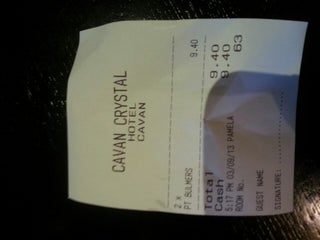 CAVAN CRYSTAL
HOTEL
CAVAN
2 x
PT BULMERS 9.40
Total 9.40
Cash 9.40
5:17 PM 03/09/13 PAMELA 63
ROOM No.
GUEST NAME
SIGNATURE: